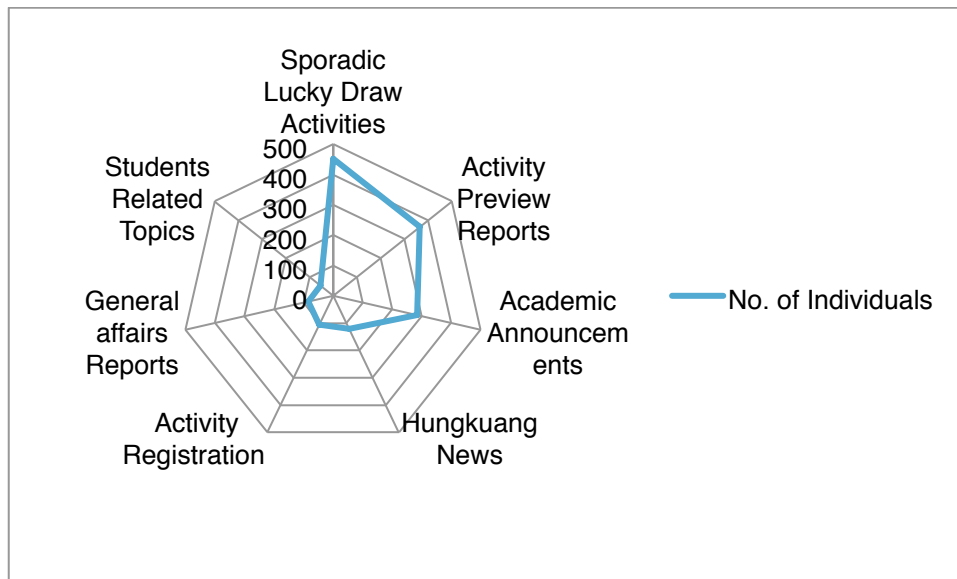 Sporadic
Lucky Draw
Activities
500
400
300
200
100
0
Activity
Preview
Reports
Academic
Announcem
ents
Hungkuang
News
Activity
Registration
General
affairs
Reports
Students
Related
Topics
No. of Individuals